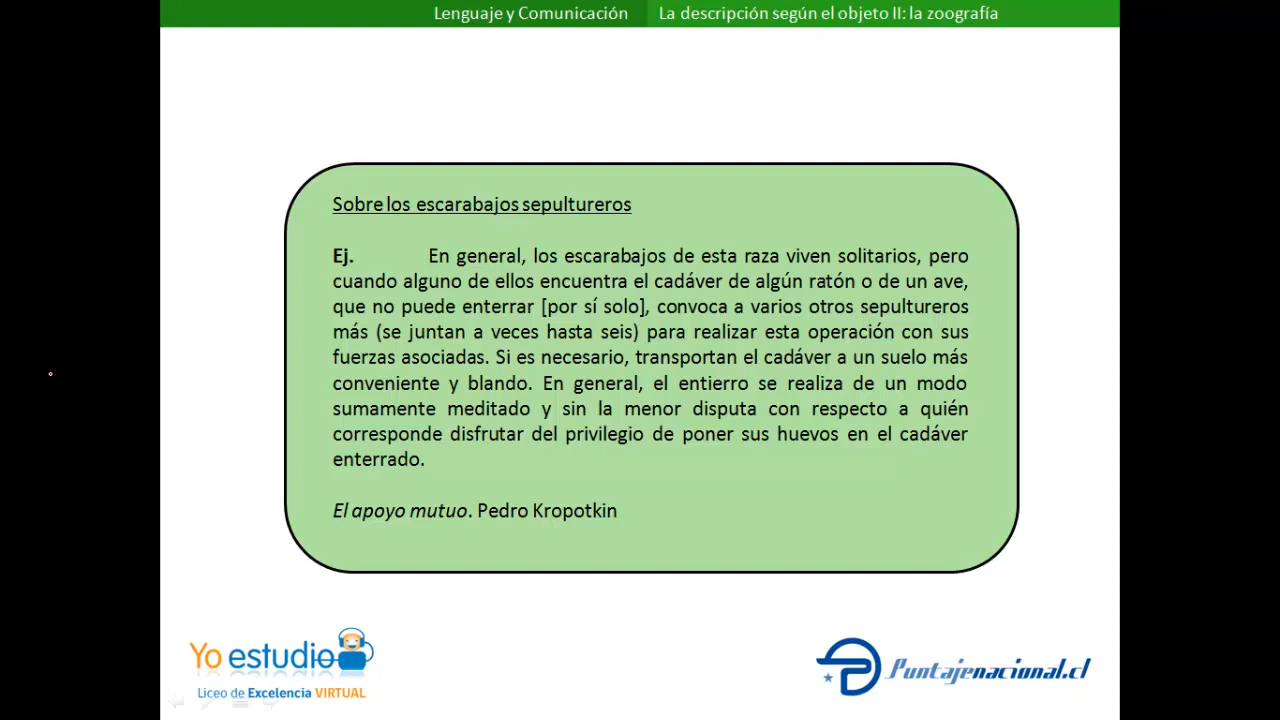 Lenguaje y Comunicación La descripción según el objeto II: la zoografía
Sobre los escarabajos sepultureros
Ej. En general, los escarabajos de esta raza viven solitarios, pero
cuando alguno de ellos encuentra el cadáver de algún ratón o de un ave,
que no puede enterrar [por sí solo], convoca a varios otros sepultureros
más (se juntan a veces hasta seis) para realizar esta operación con sus
fuerzas asociadas. Si es necesario, transportan el cadáver a un suelo más
conveniente y blando. En general, el entierro se realiza de un modo
sumamente meditado y sin la menor disputa con respecto a quién
corresponde disfrutar del privilegio de poner sus huevos en el cadáver
enterrado.
El apoyo mutuo. Pedro Kropotkin
Yo estudio
Liceo de Excelencia VIRTUAL
Puntajenacional.cl